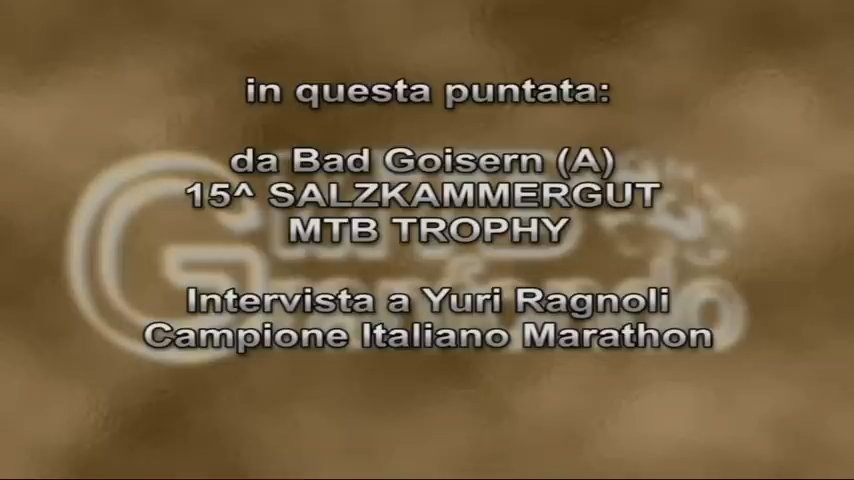 in questa puntata:
da Bad Goisern (A)
15^ SALZKAMMERGUT
MTB TROPHY
Intervista a Yuri Ragnoli
Campione Italiano Marathon